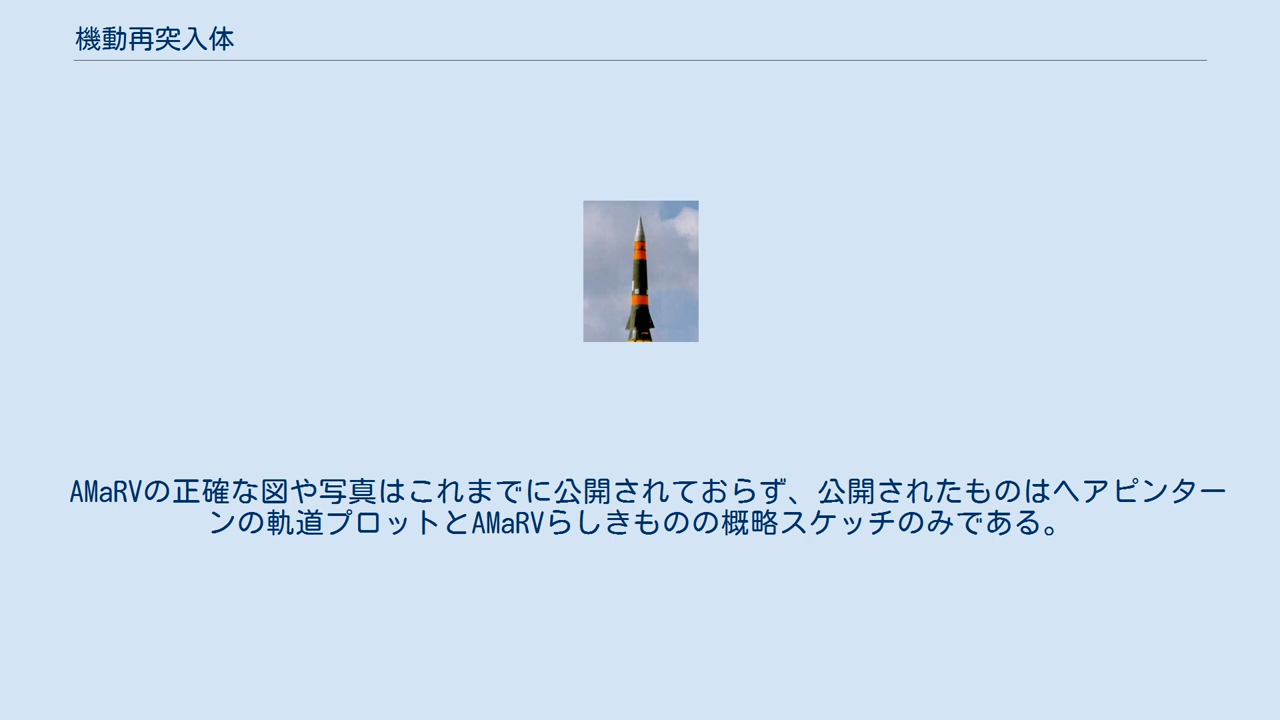 機動再突入体
AMaRVの正確な図や写真はこれまでに公開されておらず、公開されたものはヘアピンター
ンの軌道プロットとAMaRVらしきものの概略スケッチのみである。